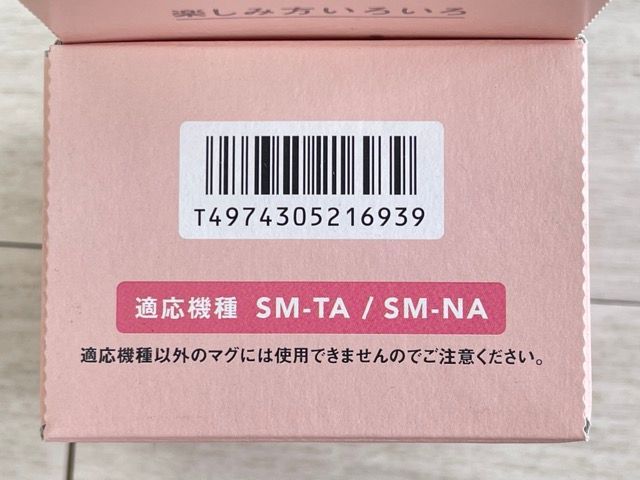 楽しみ方いろいろ
T4974305216939
適応機種 SM-TA / SM-NA
適応機種以外のマグには使用できませんのでご注意ください。